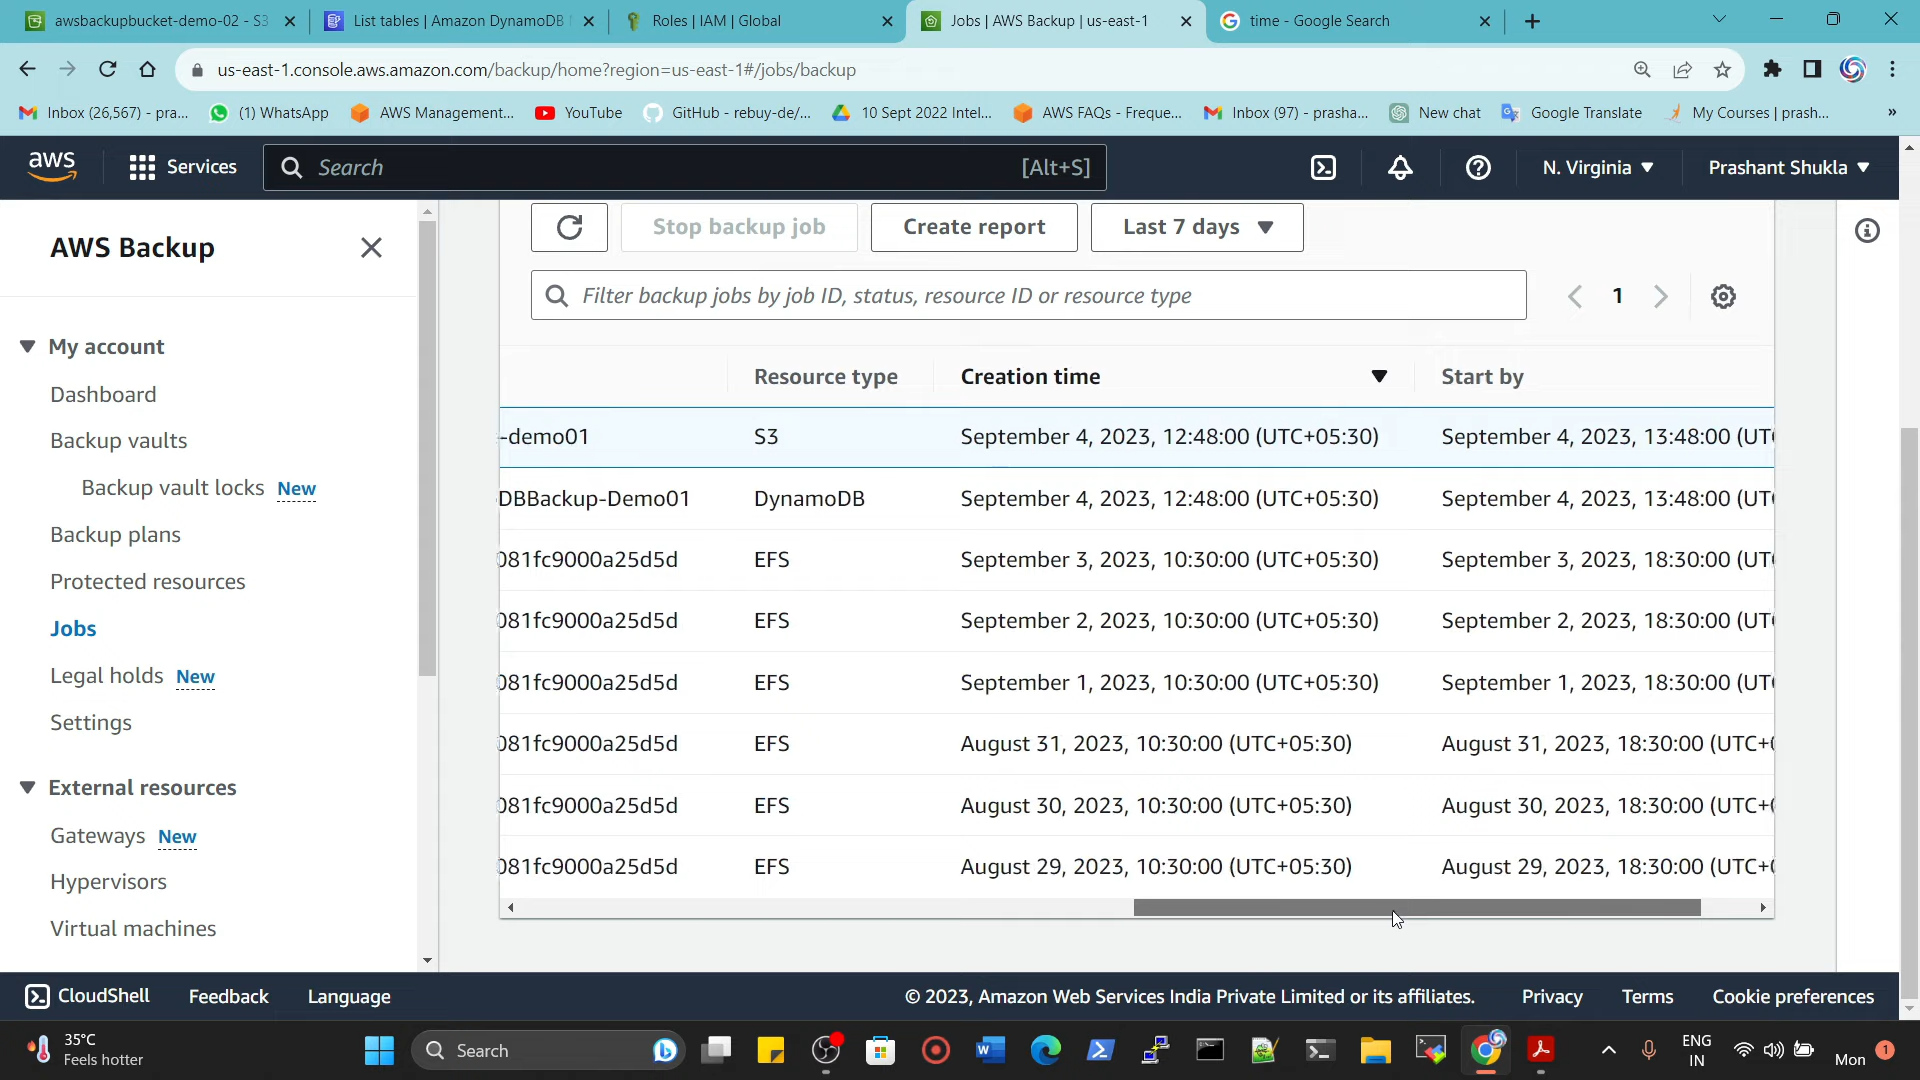 awsbackupbucket-demo-02 - S3
List tables | Amazon DynamoDB
Roles | IAM | Global
Jobs | AWS Backup | us-east-1
time - Google Search
us-east-1.console.aws.amazon.com/backup/home?region=us-east-1#/jobs/backup
Inbox (26,567) - pra...
(1) WhatsApp
AWS Management...
YouTube
GitHub - rebuy-de/...
10 Sept 2022 Intel...
AWS FAQs - Freque...
Inbox (97) - prasha...
New chat
Google Translate
My Courses | prash...
»
aws
Services
Search
[Alt+S]
N. Virginia
Prashant Shukla
AWS Backup
My account
Dashboard
Backup vaults
Backup vault locks New
Backup plans
Protected resources
Jobs
Legal holds New
Settings
External resources
Gateways New
Hypervisors
Virtual machines
Stop backup job
Create report
Last 7 days
Filter backup jobs by job ID, status, resource ID or resource type
1
Resource type Creation time Start by
-demo01 S3 September 4, 2023, 12:48:00 (UTC+05:30) September 4, 2023, 13:48:00 (UT
DBBackup-Demo01 DynamoDB September 4, 2023, 12:48:00 (UTC+05:30) September 4, 2023, 13:48:00 (UT
081fc9000a25d5d EFS September 3, 2023, 10:30:00 (UTC+05:30) September 3, 2023, 18:30:00 (UT
081fc9000a25d5d EFS September 2, 2023, 10:30:00 (UTC+05:30) September 2, 2023, 18:30:00 (UT
081fc9000a25d5d EFS September 1, 2023, 10:30:00 (UTC+05:30) September 1, 2023, 18:30:00 (UT
081fc9000a25d5d EFS August 31, 2023, 10:30:00 (UTC+05:30) August 31, 2023, 18:30:00 (UTC+
081fc9000a25d5d EFS August 30, 2023, 10:30:00 (UTC+05:30) August 30, 2023, 18:30:00 (UTC+
081fc9000a25d5d EFS August 29, 2023, 10:30:00 (UTC+05:30) August 29, 2023, 18:30:00 (UTC+
CloudShell
Feedback
Language
© 2023, Amazon Web Services India Private Limited or its affiliates.
Privacy
Terms
Cookie preferences
35°C
Feels hotter
Search
ENG
IN
Mon
1